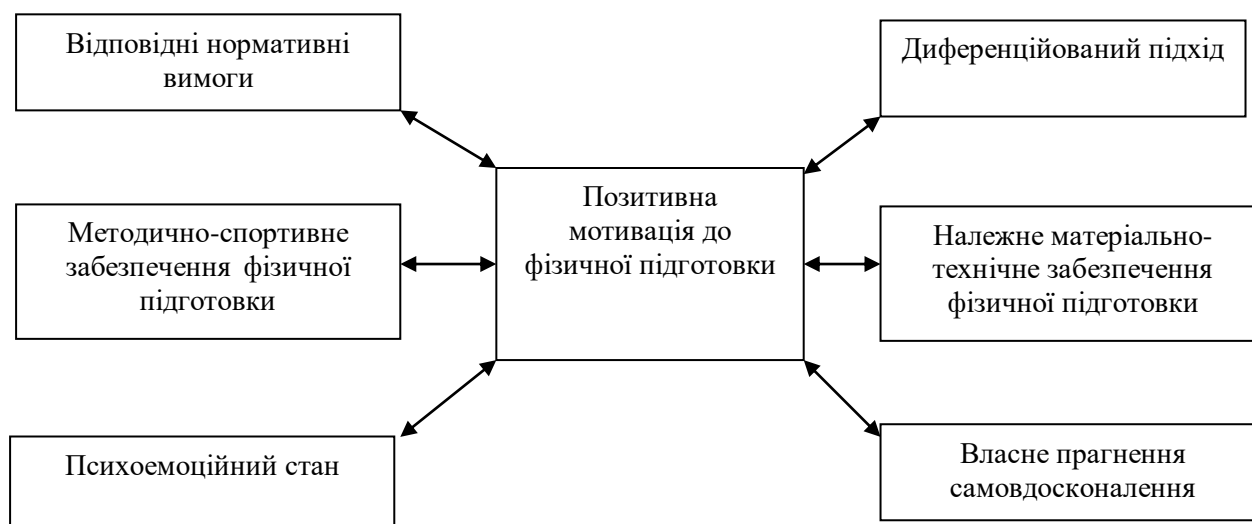 Відповідні нормативні
вимоги
Диференційований підхід
Позитивна
мотивація до
фізичної підготовки
Методично-спортивне
забезпечення фізичної
підготовки
Належне матеріально-
технічне забезпечення
фізичної підготовки
Психоемоційний стан
Власне прагнення
самовдосконалення